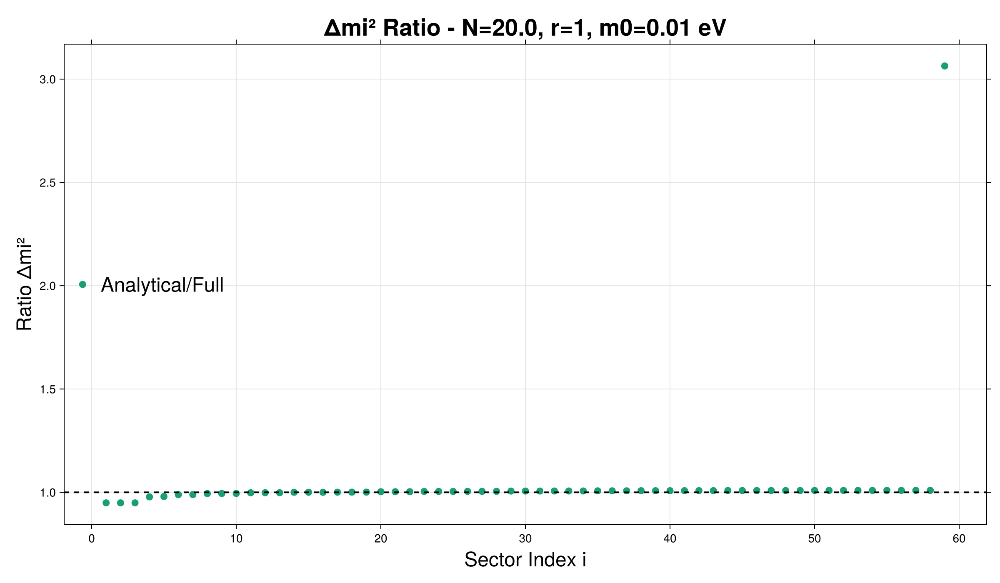 Δmi² Ratio - N=20.0, r=1, m0=0.01 eV
3.0
2.5
2.0
1.5
1.0
Ratio Δmi²
Analytical/Full
0 10 20 30 40 50 60
Sector Index i